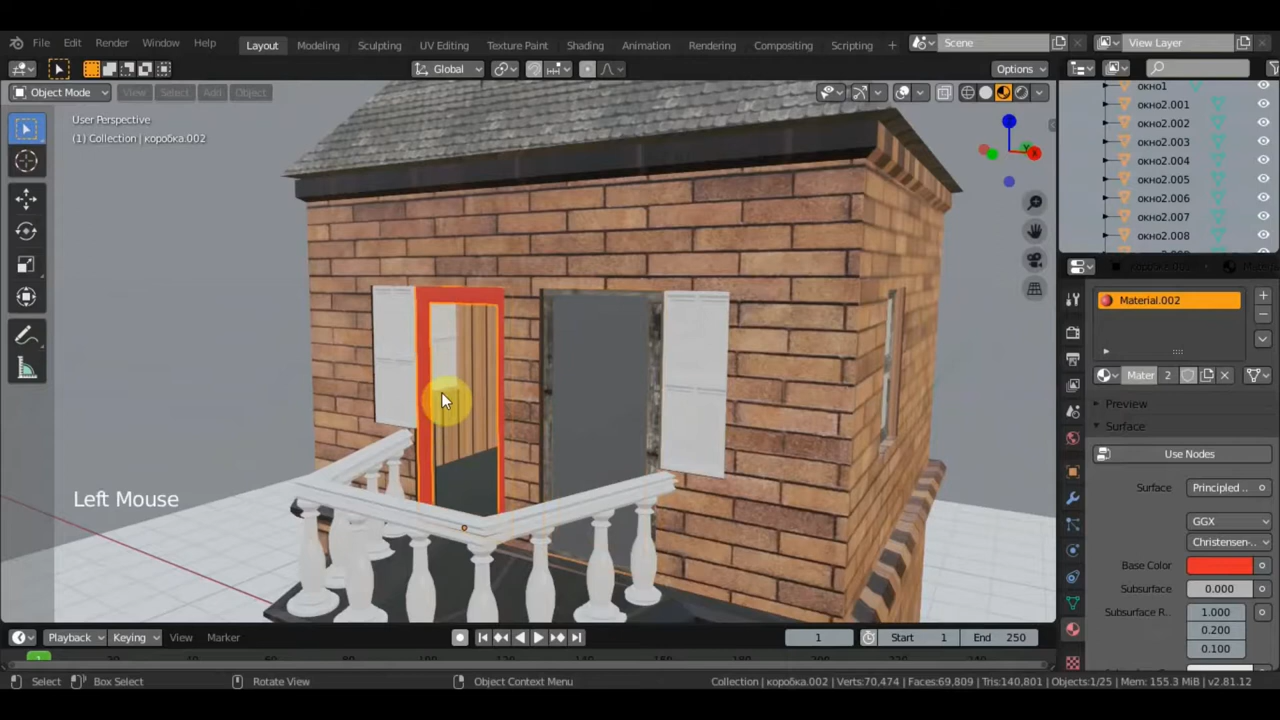 File Edit Render Window Help Layout Modeling Sculpting UV Editing Texture Paint Shading Animation Rendering Compositing Scripting + Scene View Layer
Global Options
Object Mode View Select Add Object
User Perspective
(1) Collection | коробка.002
окно1
окно2.001
окно2.002
окно2.003
окно2.004
окно2.005
окно2.006
окно2.007
окно2.008
Material.002
Mater 2
Preview
Surface
Use Nodes
Surface Principled ..
GGX
Christensen-..
Base Color
Subsurface 0.000
Subsurface R.. 1.000
0.200
0.100
Left Mouse
Playback Keying View Marker 1 Start 1 End 250
Select Box Select Rotate View Object Context Menu Collection | коробка.002 | Verts:70,474 | Faces:69,809 | Tris:140,801 | Objects:1/25 | Mem: 155.3 MiB | v2.81.12